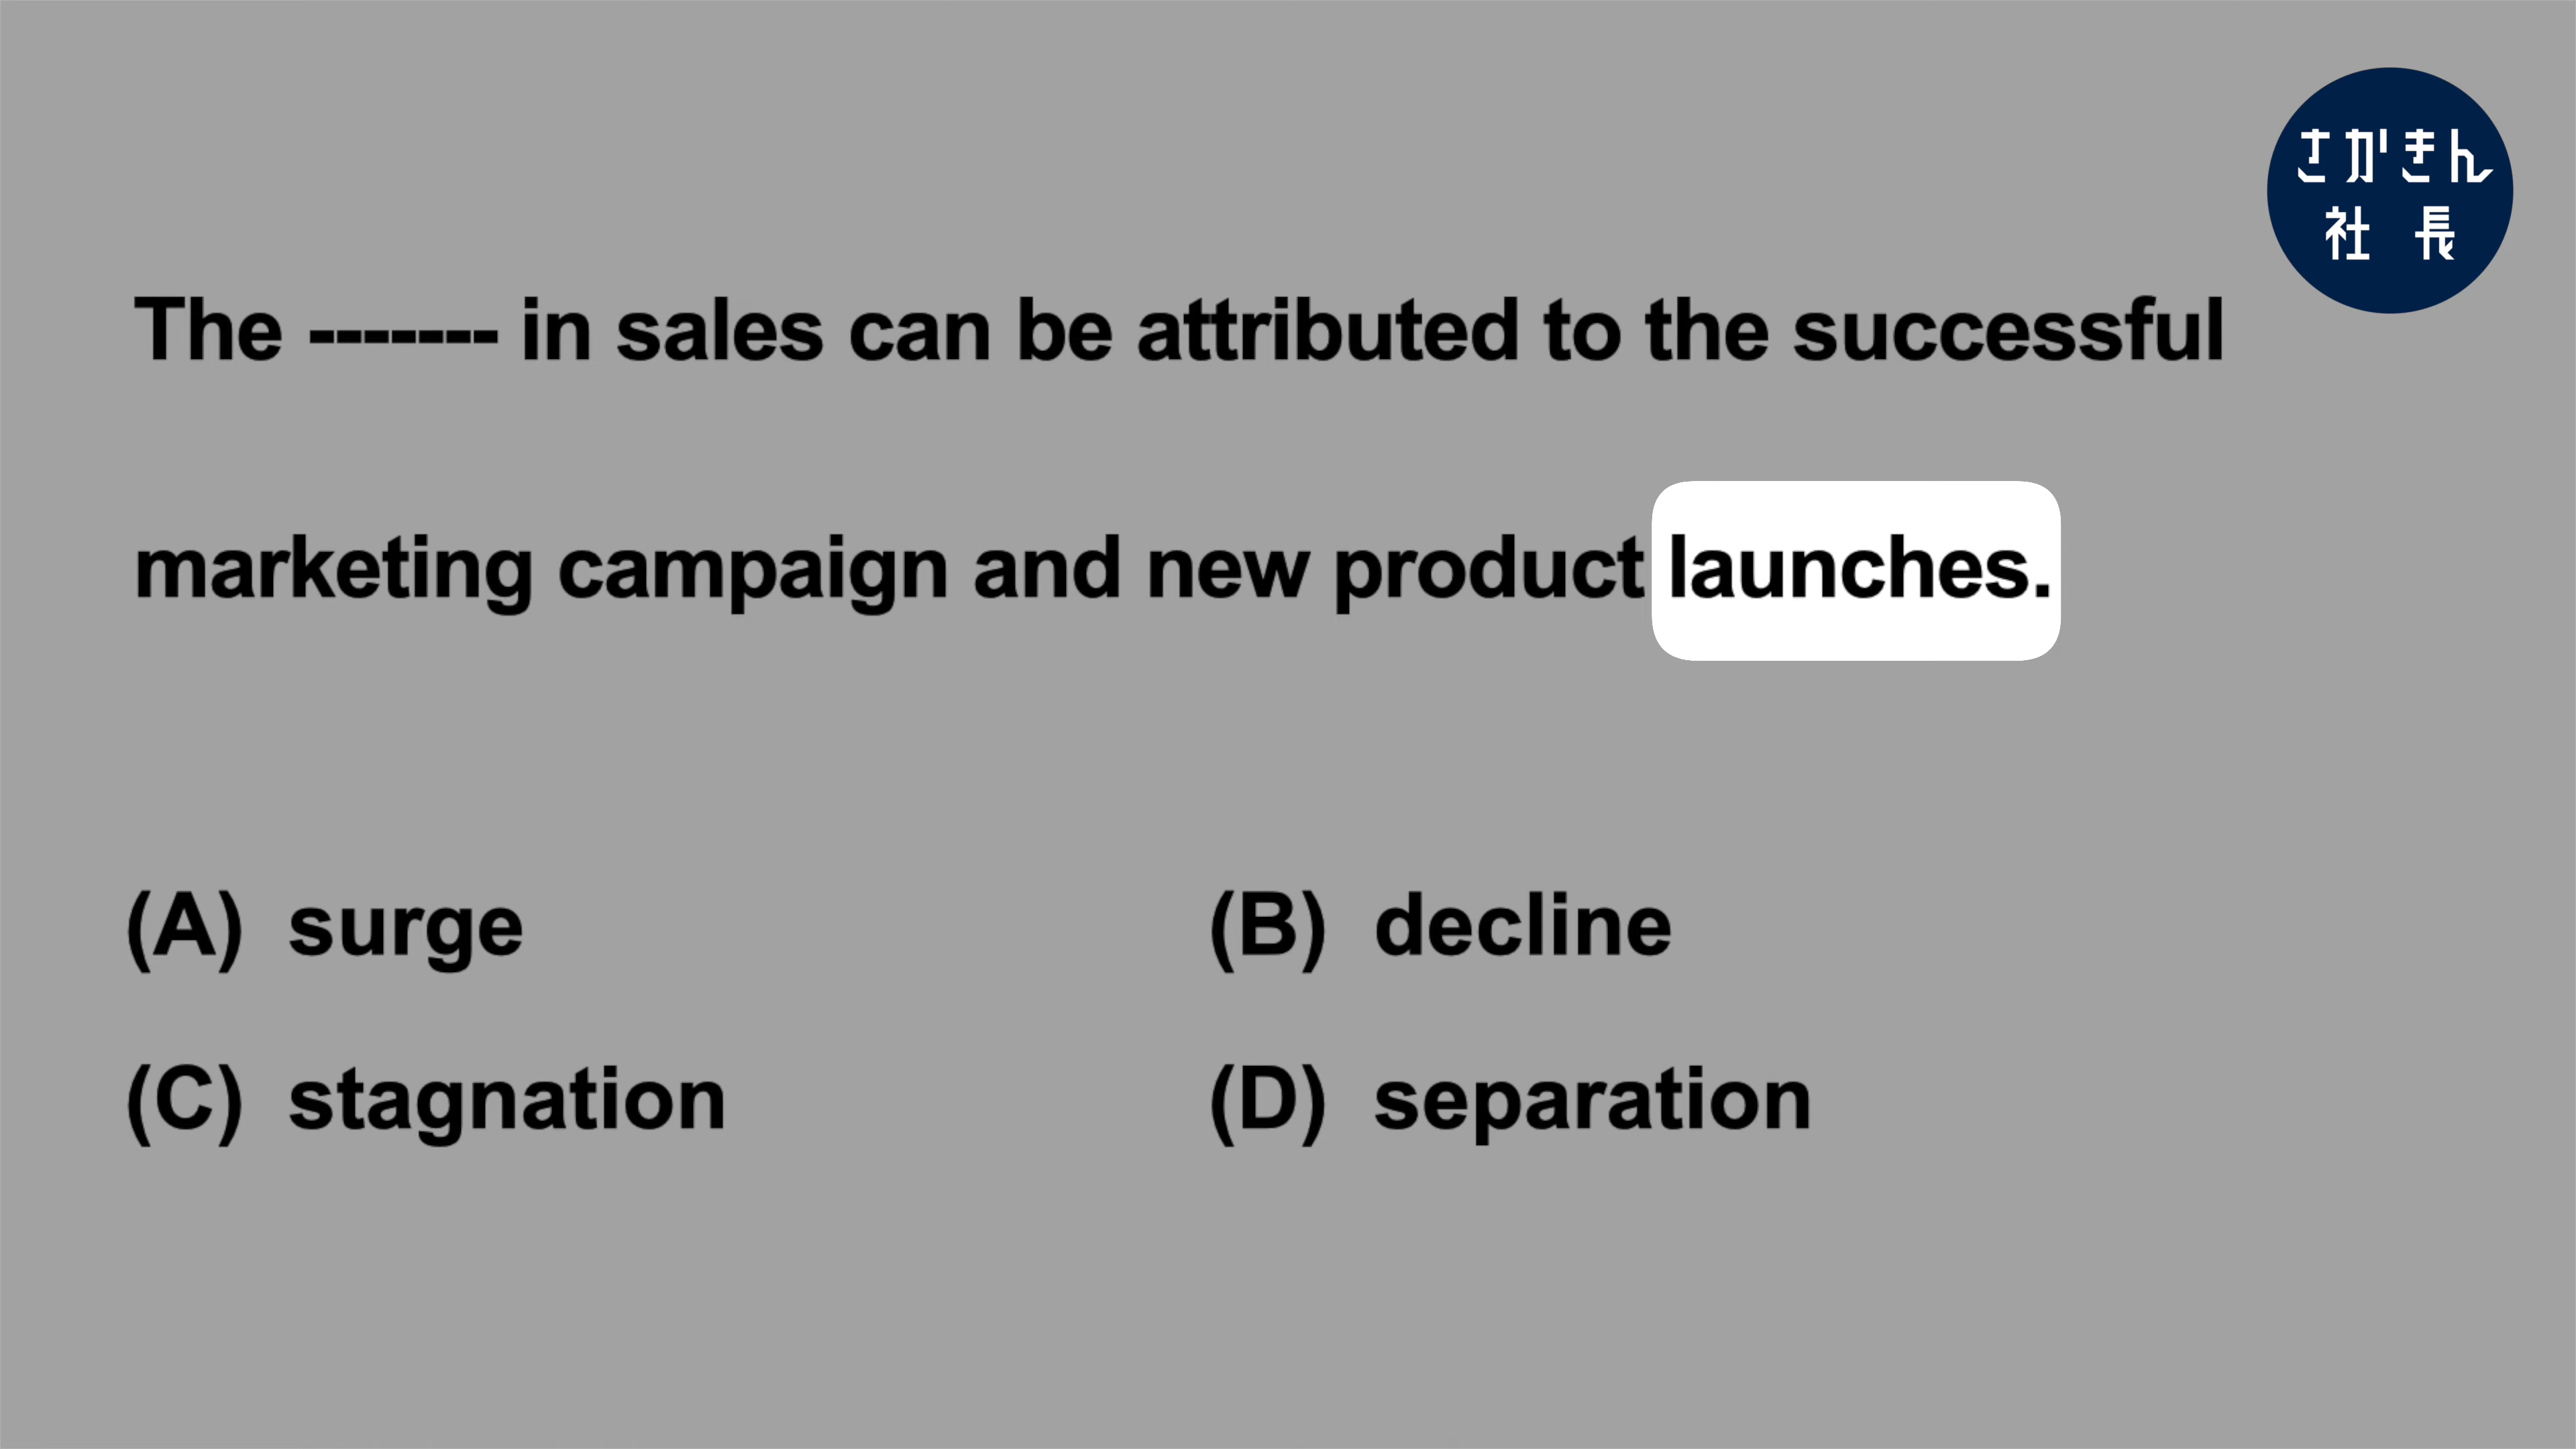 さかきん
社長
The ------- in sales can be attributed to the successful
marketing campaign and new product launches.
(A) surge
(B) decline
(C) stagnation
(D) separation